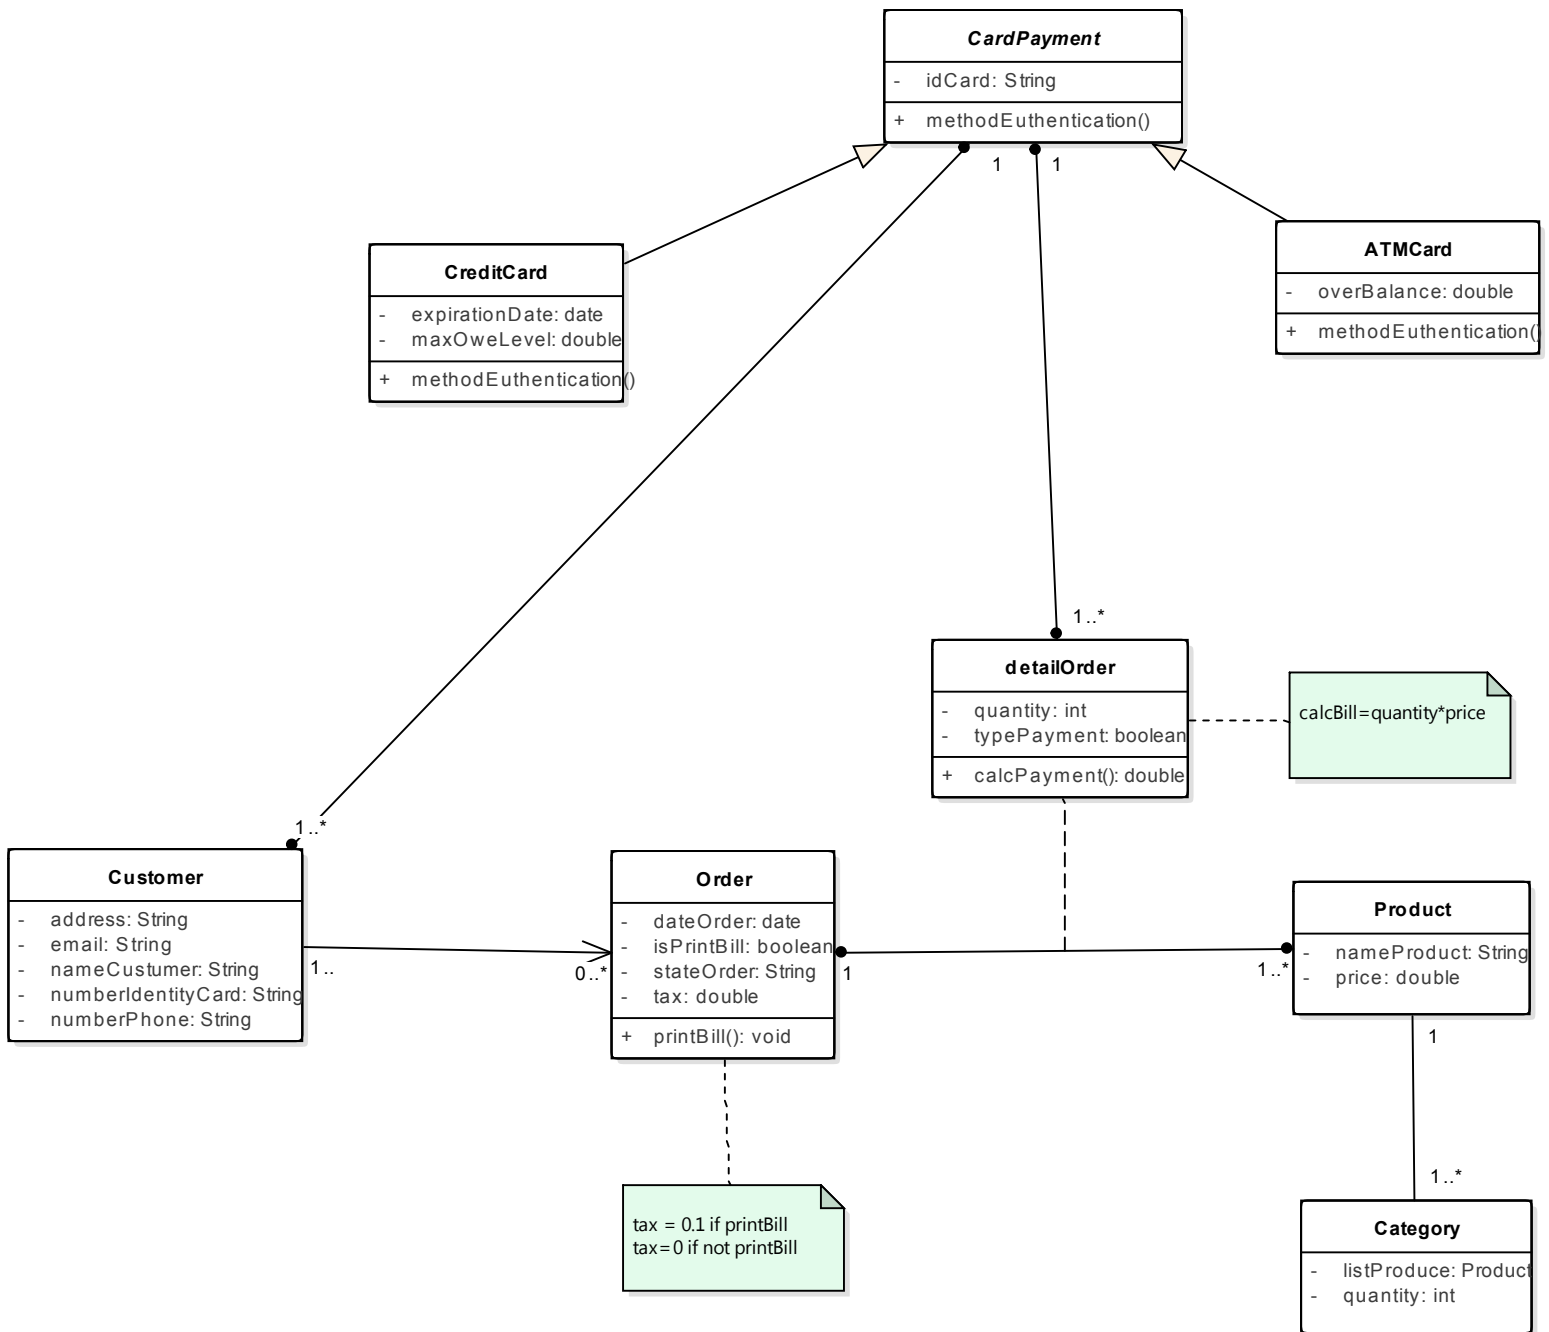 CardPayment
- idCard: String
+ methodEuthentication()
1
1
CreditCard
- expirationDate: date
- maxOweLevel: double
+ methodEuthentication()
ATMCard
- overBalance: double
+ methodEuthentication()
1..*
detailOrder
- quantity: int
- typePayment: boolean
+ calcPayment(): double
calcBill=quantity*price
1..*
Customer
- address: String
- email: String
- nameCustumer: String
- numberIdentityCard: String
- numberPhone: String
1..
0..*
Order
- dateOrder: date
- isPrintBill: boolean
- stateOrder: String
- tax: double
+ printBill(): void
1
1..*
Product
- nameProduct: String
- price: double
1
tax = 0.1 if printBill
tax=0 if not printBill
1..*
Category
- listProduce: Product
- quantity: int